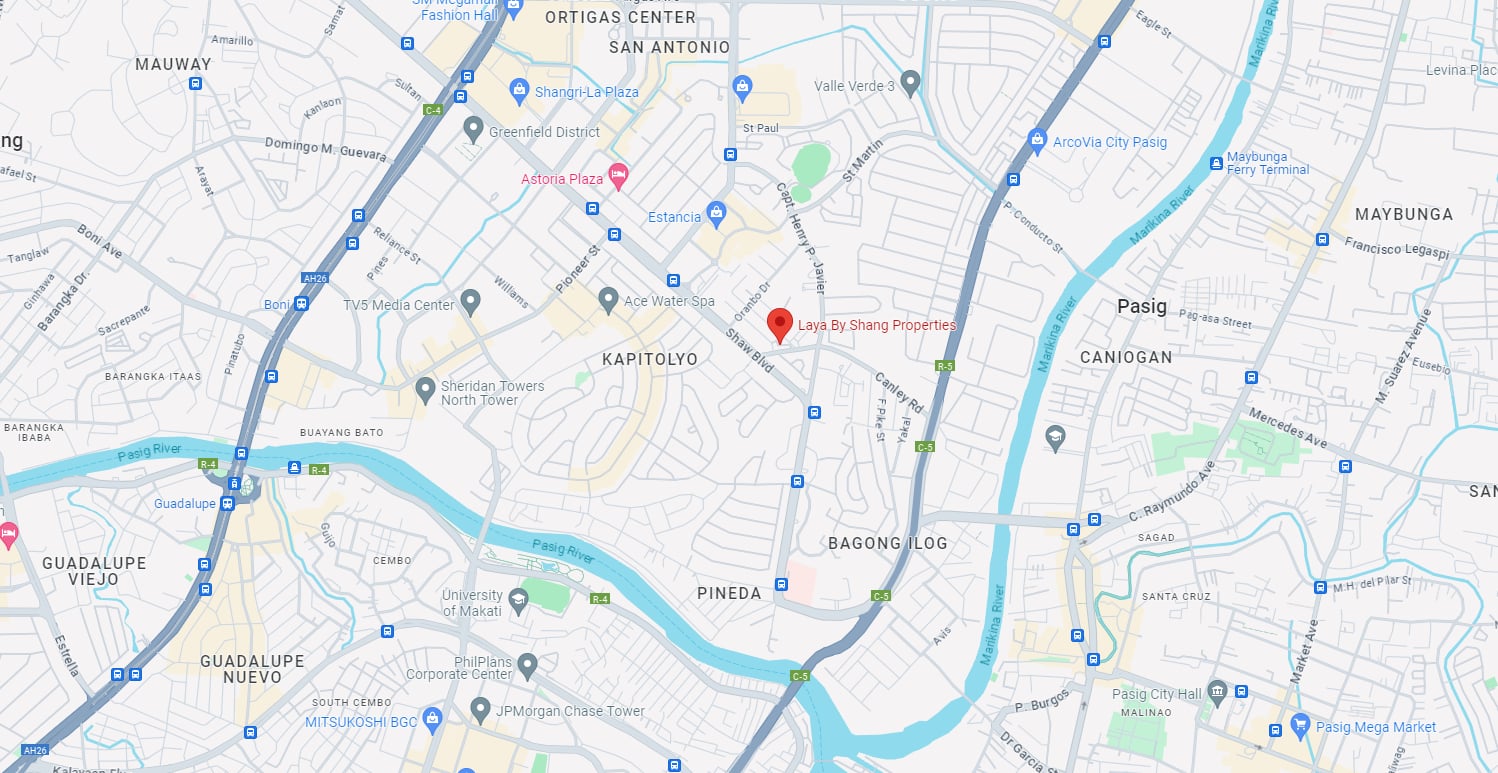 SM Megamall
Fashion Hall
ORTIGAS CENTER
SAN ANTONIO
Eagle St
Marikina River
Samat
Amarillo
MAUWAY
Sultan
Shangri-La Plaza
Valle Verde 3
Levina Plac
Kanlaon
C-4
Greenfield District
St Paul
ng
Domingo M. Guevara
ArcoVia City Pasig
St.Martin
Maybunga
Ferry Terminal
afael St
Arayat
Astoria Plaza
Capt. Henry P. Javier
Marikina River
P. Conducto St
MAYBUNGA
Estancia
Boni Ave
Reliance St
Francisco Legaspi
Tanglaw
Pines
Pioneer St
Ginhawa
Barangka Dr.
AH26
Williams
Oranbo Dr
Boni
TV5 Media Center
Ace Water Spa
Pasig
Sacrepante
Laya By Shang Properties
Pag-asa Street
Marikina River
Pinatubo
Shaw Blvd
KAPITOLYO
CANIOGAN
M. Suarez Avenue
Eusebio
R-5
BARANGKA ITAAS
Sheridan Towers
North Tower
Canley Rd
F.Pike St
Yakal
BARANGKA
IBABA
BUAYANG BATO
Mercedes Ave
C-5
Pasig River
R-4
R-4
Guadalupe
C. Raymundo Ave
SAN
n
Guijo
Pasig River
BAGONG ILOG
SAGAD
GUADALUPE
VIEJO
CEMBO
M.H. del Pilar St
University
of Makati
R-4
PINEDA
C-5
SANTA CRUZ
Estrella
Marikina River
Avis
Market Ave
GUADALUPE
NUEVO
PhilPlans
Corporate Center
C-5
SOUTH CEMBO
MITSUKOSHI BGC
JPMorgan Chase Tower
P. Burgos
Pasig City Hall
MALINAO
Pasig Mega Market
AH26
Dr Garcia St
Kalayaan Fl
aliwag